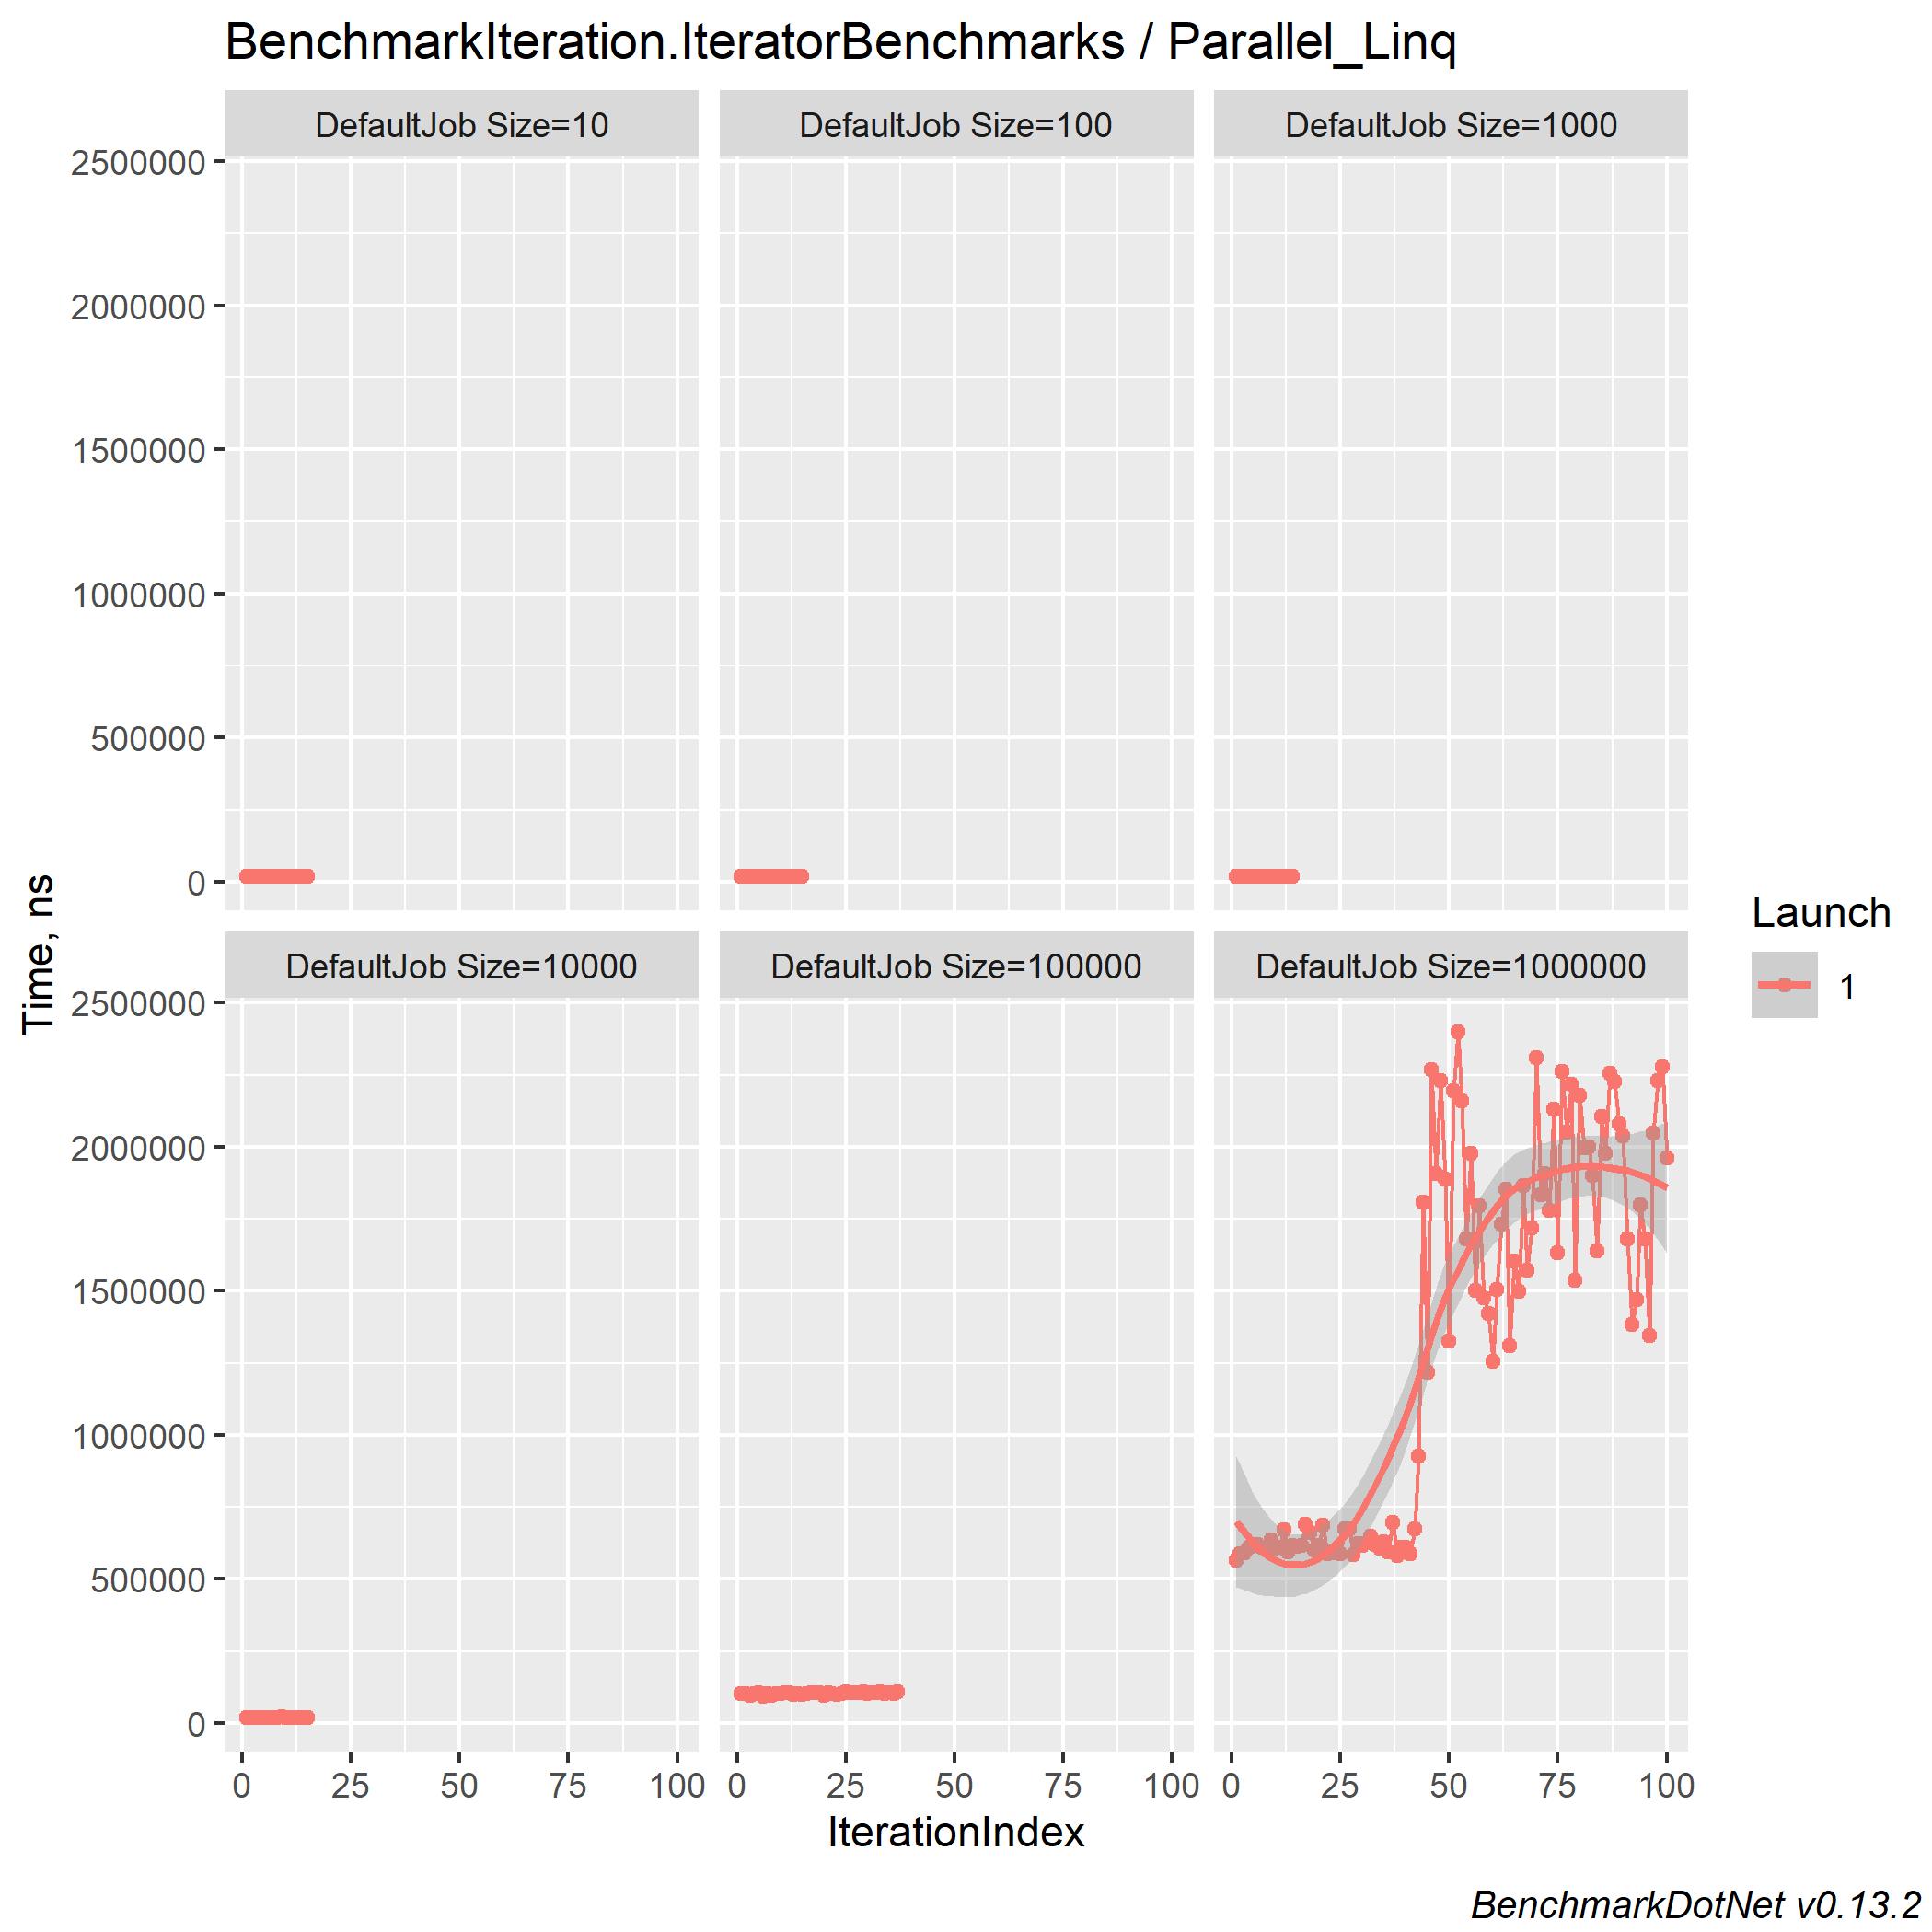 BenchmarkIteration.IteratorBenchmarks / Parallel_Linq
DefaultJob Size=10
DefaultJob Size=100
DefaultJob Size=1000
2500000
2000000
1500000
1000000
500000
0
DefaultJob Size=10000
DefaultJob Size=100000
DefaultJob Size=1000000
2500000
2000000
1500000
1000000
500000
0
0 25 50 75 100
0 25 50 75 100
0 25 50 75 100
IterationIndex
Time, ns
Launch
1
BenchmarkDotNet v0.13.2